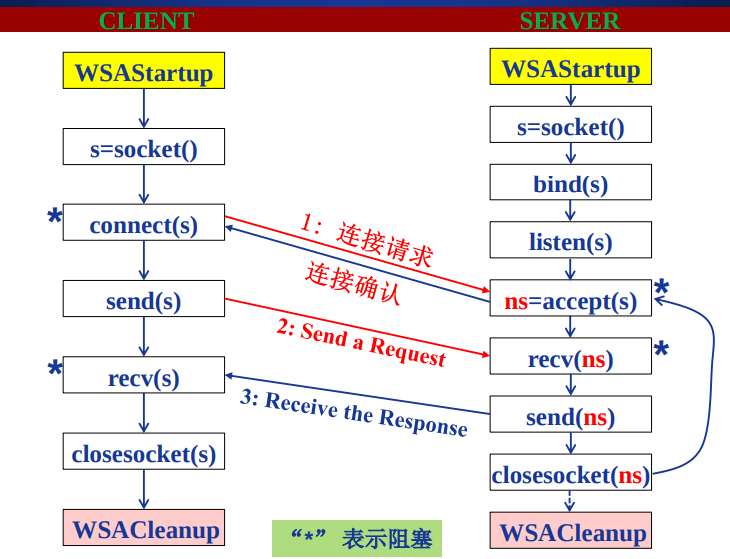 CLIENT
SERVER
WSAStartup
s=socket()
*
connect(s)
send(s)
*
recv(s)
closesocket(s)
WSACleanup
1： 连接请求
连接确认
2: Send a Request
3: Receive the Response
WSAStartup
s=socket()
bind(s)
listen(s)
ns=accept(s)
*
recv(ns)
*
send(ns)
closesocket(ns)
WSACleanup
“*” 表示阻塞